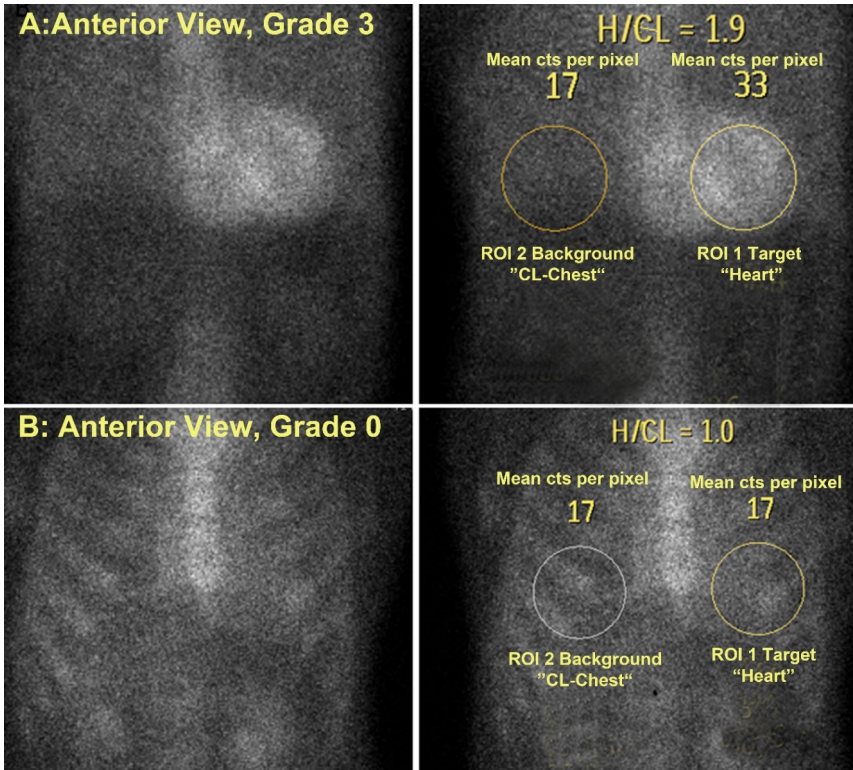 A:Anterior View, Grade 3
H/CL = 1.9
Mean cts per pixel
17
Mean cts per pixel
33
ROI 2 Background
”CL-Chest“
ROI 1 Target
“Heart”
B: Anterior View, Grade 0
H/CL = 1.0
Mean cts per pixel
17
Mean cts per pixel
17
ROI 2 Background
”CL-Chest“
ROI 1 Target
“Heart”